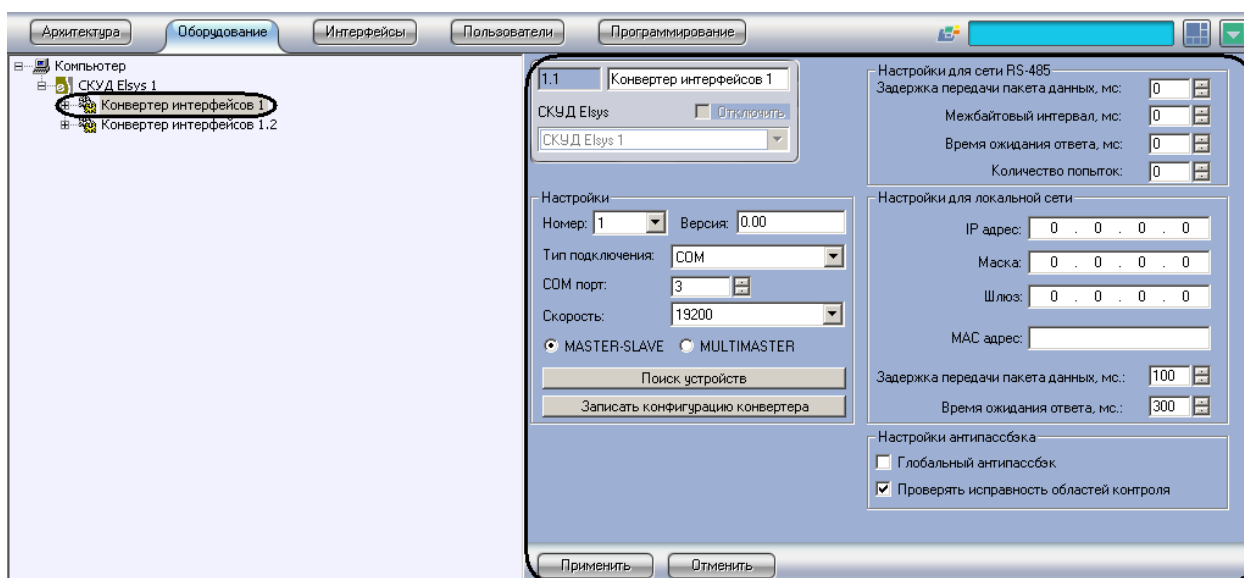 Архитектура Оборудование Интерфейсы Пользователи Программирование
Компьютер
СКУД Elsys 1
Конвертер интерфейсов 1
Конвертер интерфейсов 1.2
1.1 Конвертер интерфейсов 1
СКУД Elsys Отключить
СКУД Elsys 1
Настройки
Номер: 1 Версия: 0.00
Тип подключения: COM
COM порт: 3
Скорость: 19200
MASTER-SLAVE MULTIMASTER
Поиск устройств
Записать конфигурацию конвертера
Настройки для сети RS-485
Задержка передачи пакета данных, мс: 0
Межбайтовый интервал, мс: 0
Время ожидания ответа, мс: 0
Количество попыток: 0
Настройки для локальной сети
IP адрес: 0 . 0 . 0 . 0
Маска: 0 . 0 . 0 . 0
Шлюз: 0 . 0 . 0 . 0
MAC адрес:
Задержка передачи пакета данных, мс.: 100
Время ожидания ответа, мс.: 300
Настройки антипассбэка
Глобальный антипассбэк
Проверять исправность областей контроля
Применить Отменить